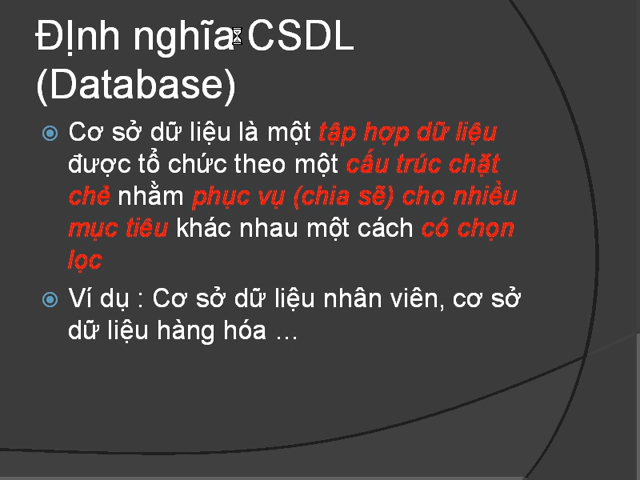 Định nghĩa CSDL
(Database)
Cơ sở dữ liệu là một tập hợp dữ liệu
được tổ chức theo một cấu trúc chặt
chẻ nhằm phục vụ (chia sẽ) cho nhiều
mục tiêu khác nhau một cách có chọn
lọc
Ví dụ : Cơ sở dữ liệu nhân viên, cơ sở
dữ liệu hàng hóa ...